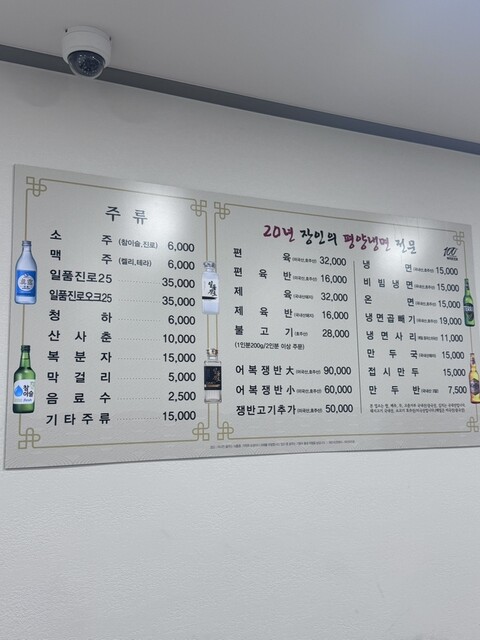 주 류
소 주 (참이슬,진로) 6,000
맥 주 (켈리,테라) 6,000
일품진로25 35,000
일품진로오크25 35,000
청 하 6,000
산 사 춘 10,000
복 분 자 15,000
막 걸 리 5,000
음 료 수 2,500
기 타 주 류 15,000
20년 장인의 평양냉면 전문
편 육 32,000
편 육 반 16,000
제 육 32,000
제 육 반 16,000
불 고 기 28,000
(1인분200g/2인분 이상 주문)
어 복 쟁 반 大 90,000
어 복 쟁 반 小 60,000
쟁반고기추가 50,000
냉 면 15,000
비 빔 냉 면 15,000
온 면 15,000
냉 면 곱 빼 기 19,000
냉 면 사 리 11,000
만 두 국 15,000
접 시 만 두 15,000
만 두 반 7,500
참이슬